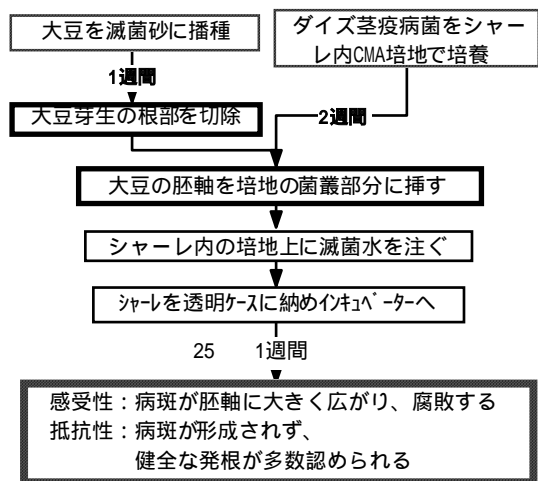 大豆を滅菌砂に播種
ダイズ茎疫病菌をシャー
レ内CMA培地で培養
1週間
大豆芽生の根部を切除
2週間
大豆の胚軸を培地の菌叢部分に挿す
シャーレ内の培地上に滅菌水を注ぐ
ｼｬｰﾚを透明ケースに納めｲﾝｷｭﾍﾞｰﾀｰへ
25 1週間
感受性：病斑が胚軸に大きく広がり、腐敗する
抵抗性：病斑が形成されず、
健全な発根が多数認められる